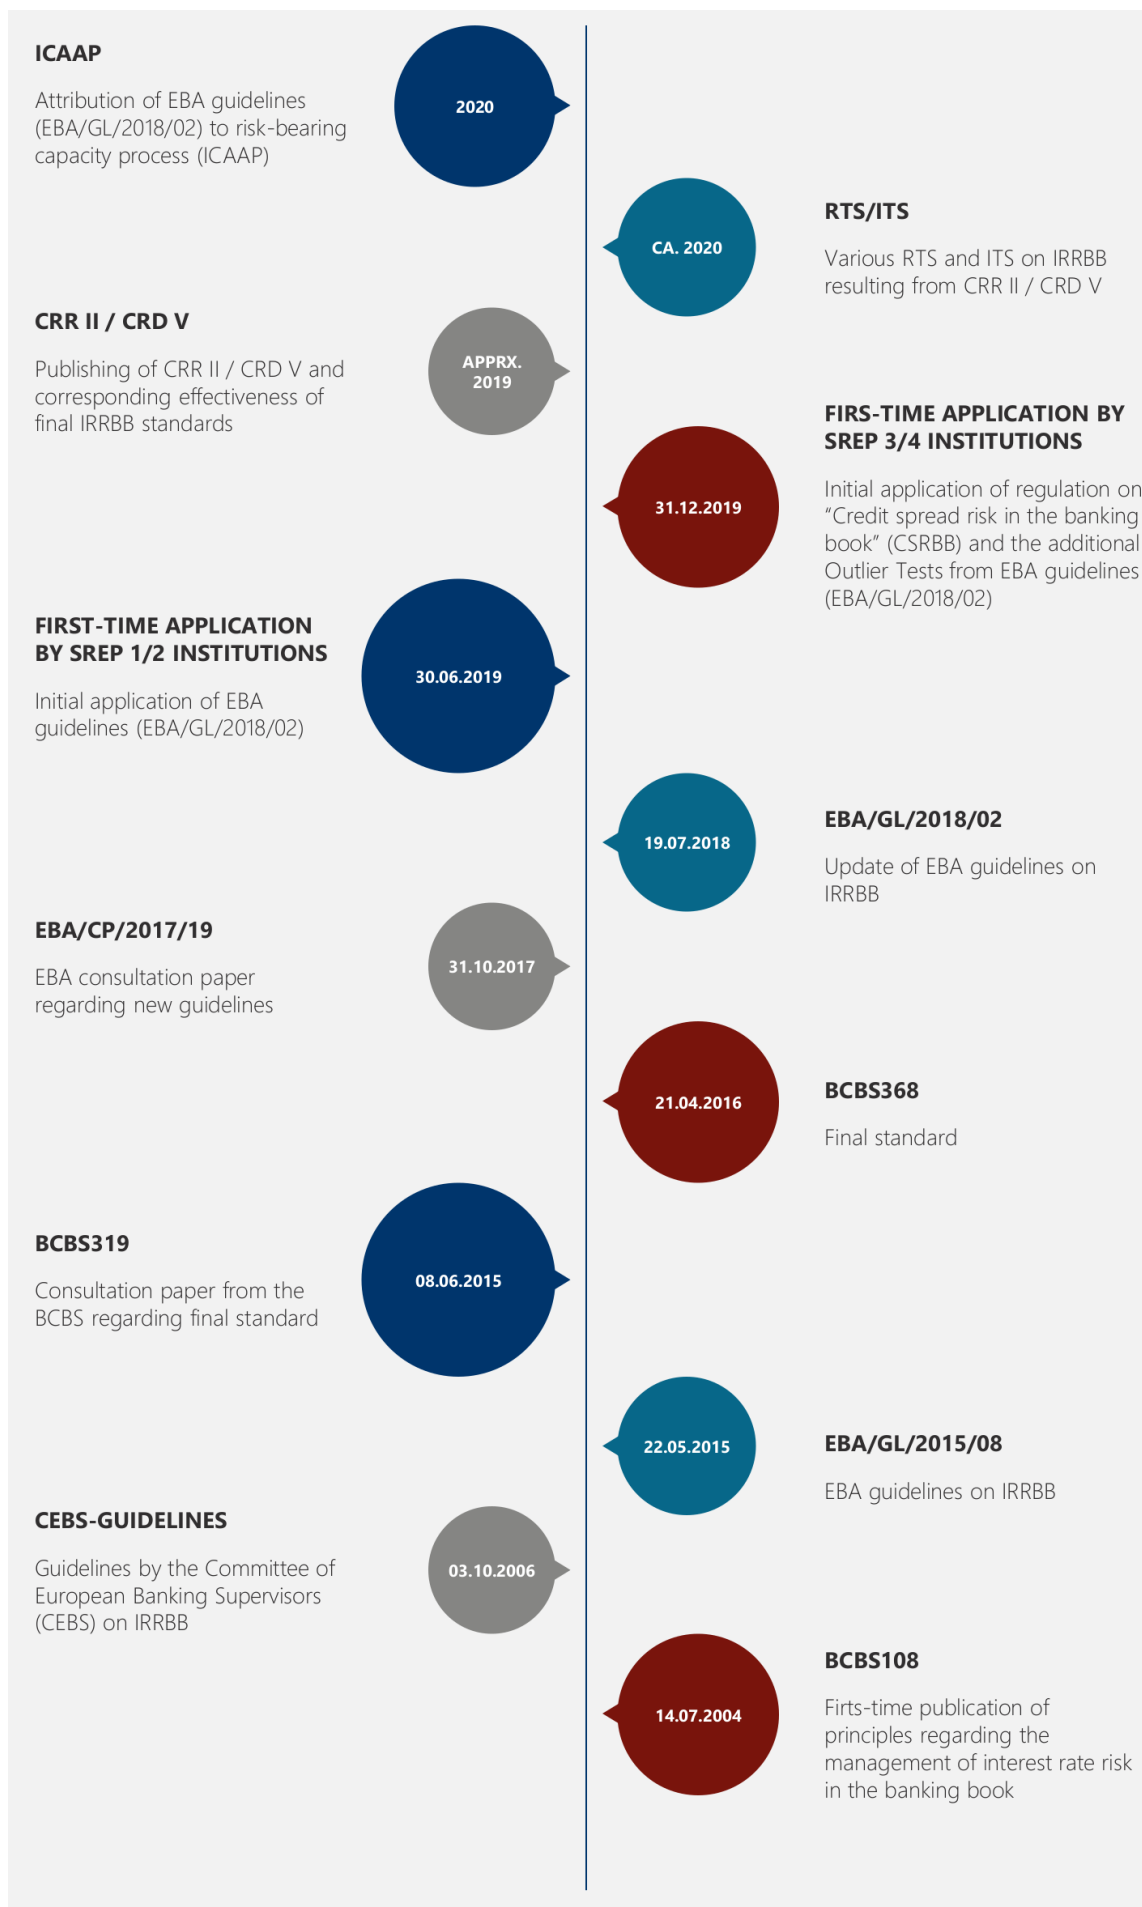 ICAAP
Attribution of EBA guidelines
(EBA/GL/2018/02) to risk-bearing
capacity process (ICAAP)
2020
CA. 2020
RTS/ITS
Various RTS and ITS on IRRBB
resulting from CRR II / CRD V
CRR II / CRD V
Publishing of CRR II / CRD V and
corresponding effectiveness of
final IRRBB standards
APPRX.
2019
31.12.2019
FIRS-TIME APPLICATION BY
SREP 3/4 INSTITUTIONS
Initial application of regulation on
“Credit spread risk in the banking
book” (CSRBB) and the additional
Outlier Tests from EBA guidelines
(EBA/GL/2018/02)
FIRST-TIME APPLICATION
BY SREP 1/2 INSTITUTIONS
Initial application of EBA
guidelines (EBA/GL/2018/02)
30.06.2019
19.07.2018
EBA/GL/2018/02
Update of EBA guidelines on
IRRBB
EBA/CP/2017/19
EBA consultation paper
regarding new guidelines
31.10.2017
21.04.2016
BCBS368
Final standard
BCBS319
Consultation paper from the
BCBS regarding final standard
08.06.2015
22.05.2015
EBA/GL/2015/08
EBA guidelines on IRRBB
CEBS-GUIDELINES
Guidelines by the Committee of
European Banking Supervisors
(CEBS) on IRRBB
03.10.2006
14.07.2004
BCBS108
Firts-time publication of
principles regarding the
management of interest rate risk
in the banking book